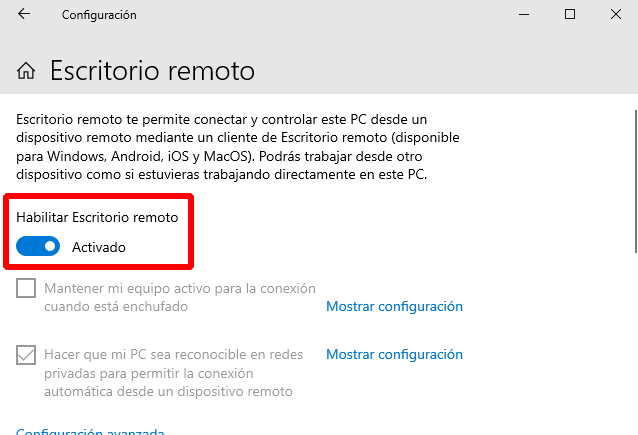 Configuración
Escritorio remoto
Escritorio remoto te permite conectar y controlar este PC desde un
dispositivo remoto mediante un cliente de Escritorio remoto (disponible
para Windows, Android, iOS y MacOS). Podrás trabajar desde otro
dispositivo como si estuvieras trabajando directamente en este PC.
Habilitar Escritorio remoto
Activado
Mantener mi equipo activo para la conexión
cuando está enchufado
Mostrar configuración
Hacer que mi PC sea reconocible en redes
privadas para permitir la conexión
automática desde un dispositivo remoto
Mostrar configuración
Configuración avanzada